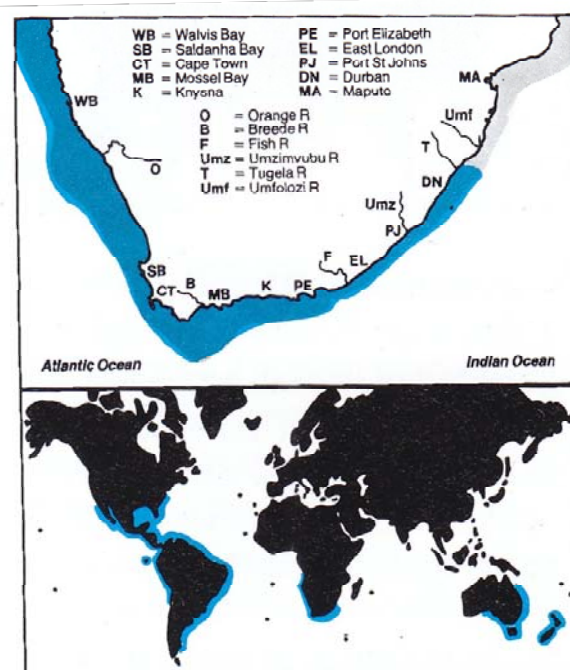 WB = Walvis Bay
SB = Saldanha Bay
CT = Cape Town
MB = Mossel Bay
K = Knysna
PE = Port Elizabeth
EL = East London
PJ = Port St Johns
DN = Durban
MA = Maputo
O = Orange R
B = Breede R
F = Fish R
Umz = Umzimvubu R
T = Tugela R
Umf = Umfolozi R
MA
WB
Umf
T
O
DN
Umz
PJ
F
EL
SB
CT
B
MB
K
PE
Atlantic Ocean
Indian Ocean